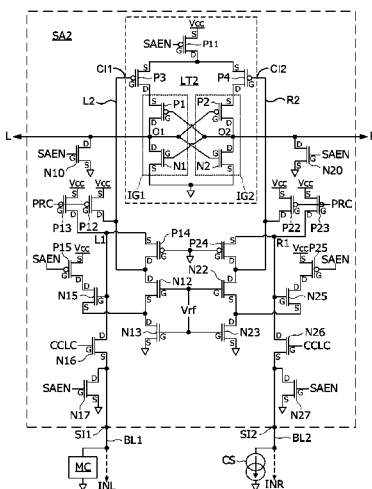 SA2
Vcc
SAEN P11
CI1 S P3 LT2 P4 S CI2
L2 S P1 P2 S R2
L O1 O2
SAEN N10 N1 N2 SAEN N20
IG1 IG2
Vcc Vcc Vcc Vcc
PRC P13 P12 P22 P23 PRC
P15 L1 P14 P24 R1 P25
Vcc Vcc
SAEN N12 N22 SAEN
N15 N25
Vrf
N13 N23
CCLC N16 N26 CCLC
SAEN N17 SAEN N27
SI1 BL1 SI2 BL2
MC CS
INL INR